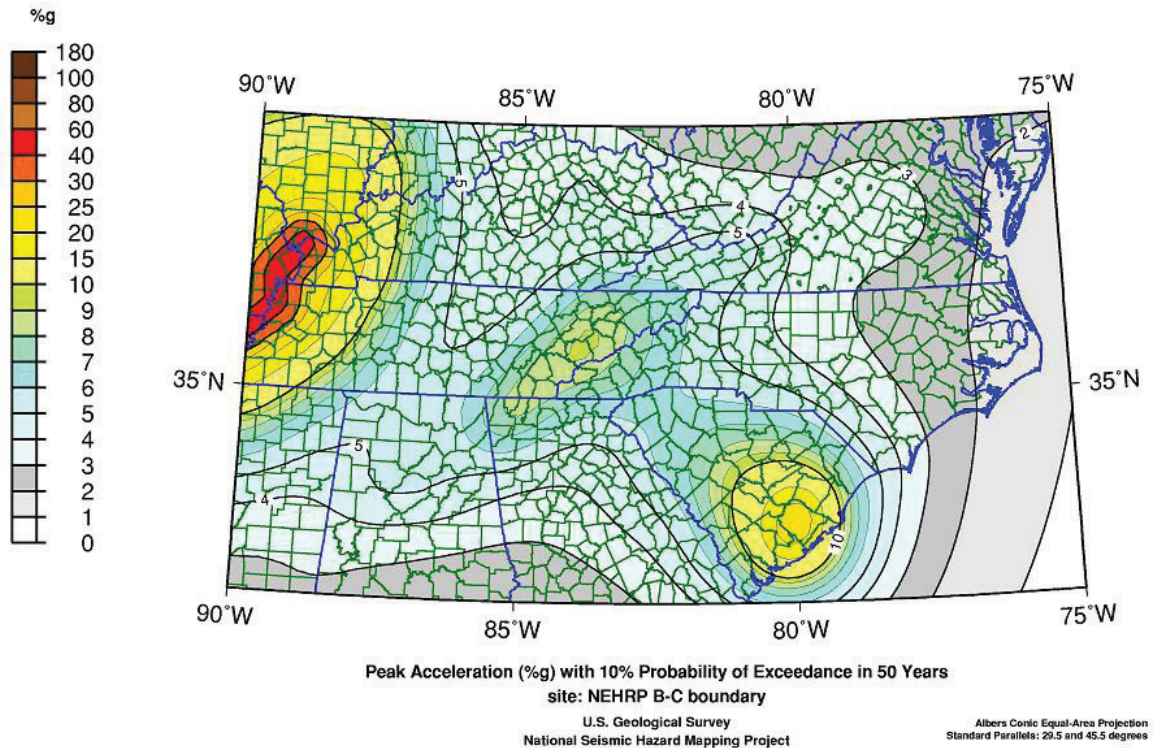 %g
180
100
80
60
40
30
25
20
15
10
9
8
7
6
5
4
3
2
1
0
90˚W
85˚W
80˚W
75˚W
2
3
5
4
5
35˚N
35˚N
5
4
10
90˚W
85˚W
80˚W
75˚W
Peak Acceleration (%g) with 10% Probability of Exceedance in 50 Years
site: NEHRP B-C boundary
U.S. Geological Survey
National Seismic Hazard Mapping Project
Albers Conic Equal-Area Projection
Standard Parallels: 29.5 and 45.5 degrees